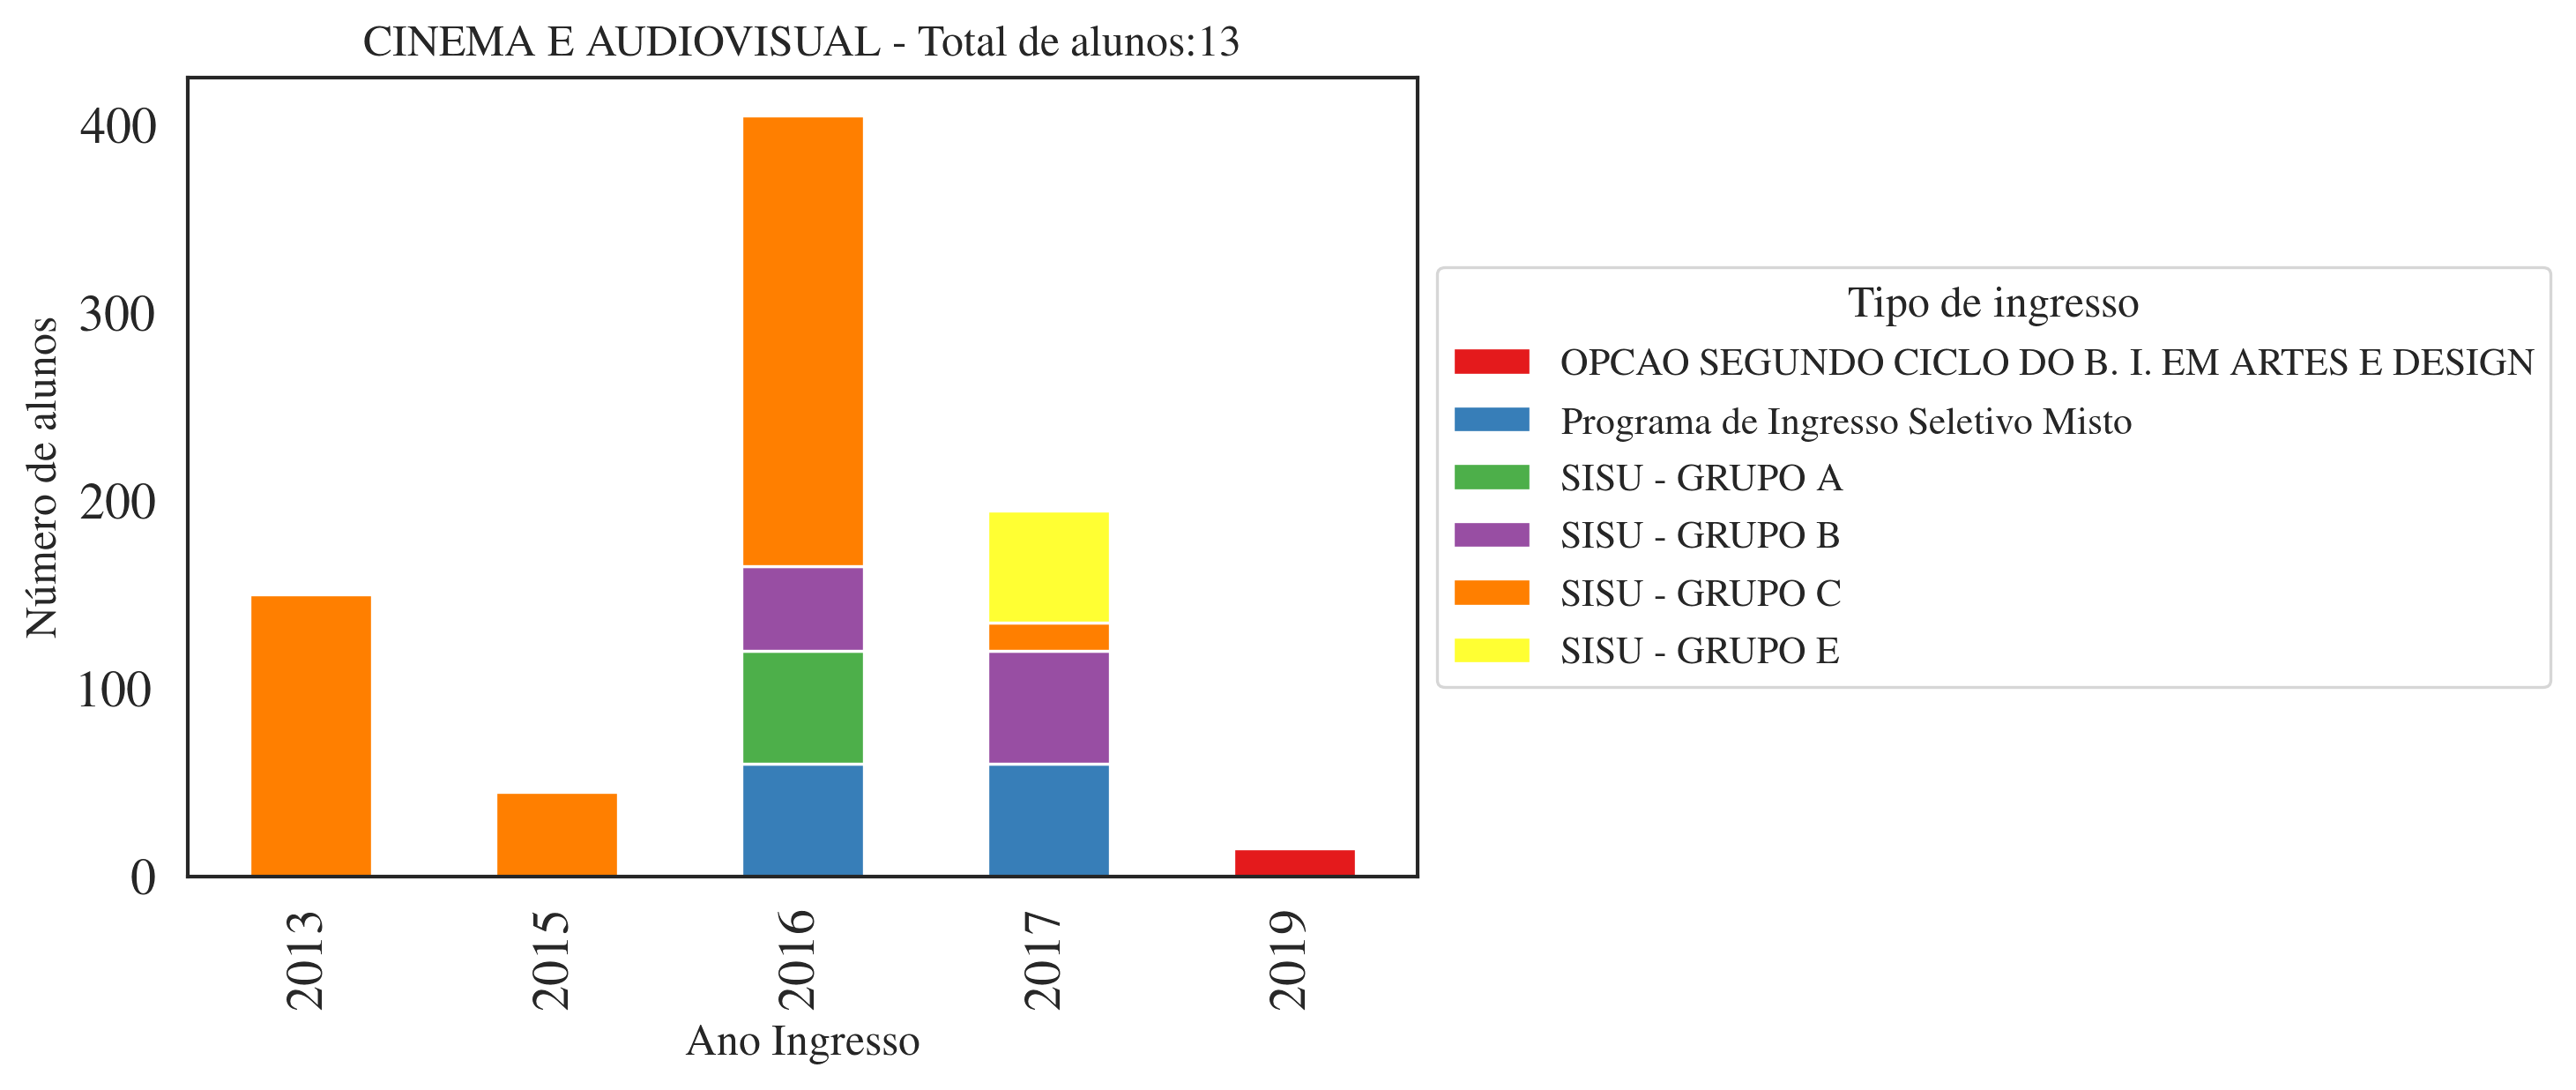 CINEMA E AUDIOVISUAL - Total de alunos:13
Número de alunos
400
300
200
100
0
2013
2015
2016
2017
2019
Ano Ingresso
Tipo de ingresso
OPCAO SEGUNDO CICLO DO B. I. EM ARTES E DESIGN
Programa de Ingresso Seletivo Misto
SISU - GRUPO A
SISU - GRUPO B
SISU - GRUPO C
SISU - GRUPO E